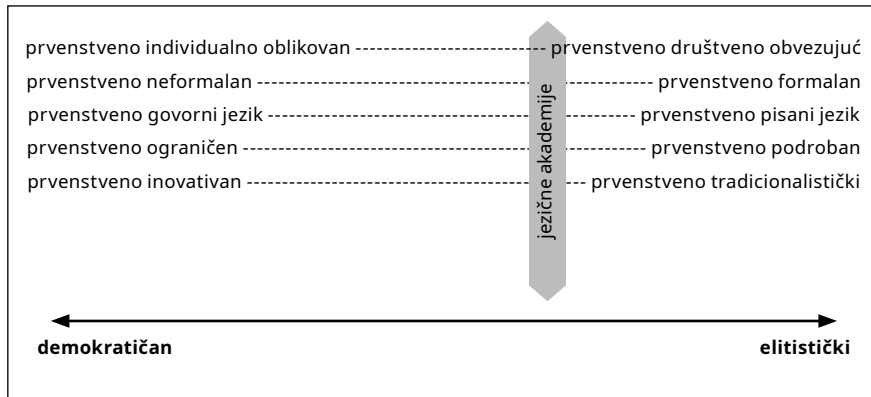 prvenstveno individualno oblikovan ---------------------------- prvenstveno društveno obvezujuć
prvenstveno neformalan ---------------------------- prvenstveno formalan
prvenstveno govorni jezik ---------------------------- prvenstveno pisani jezik
prvenstveno ograničen ---------------------------- prvenstveno podroban
prvenstveno inovativan ---------------------------- prvenstveno tradicionalistički
jezične akademije
demokratičan elitistički